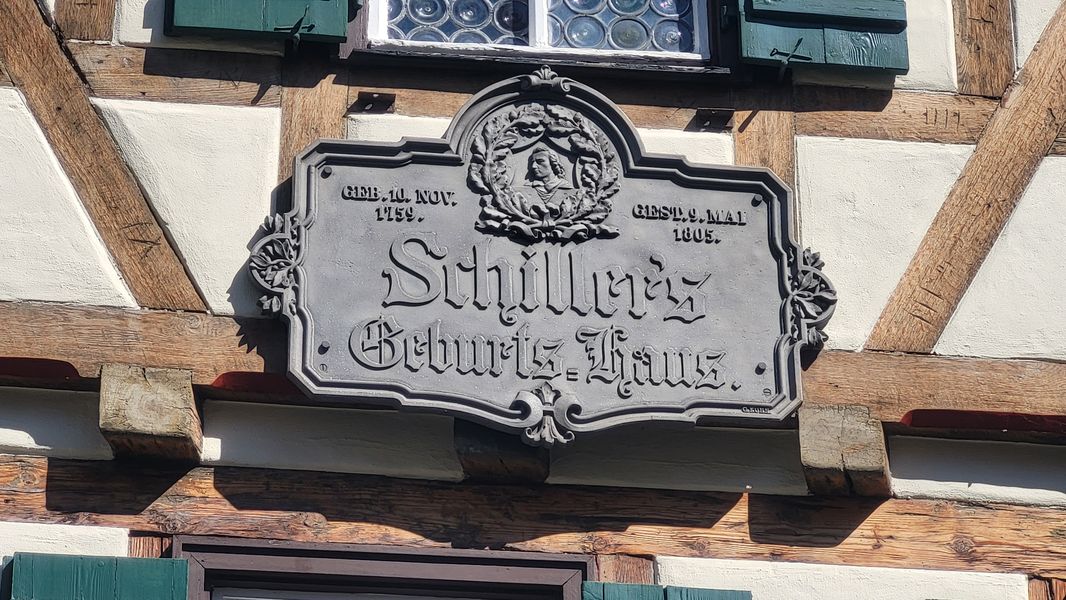 GEB. 10. NOV.
1759.
GEST. 9. MAI
1805.
Schiller's
Geburts=Haus.